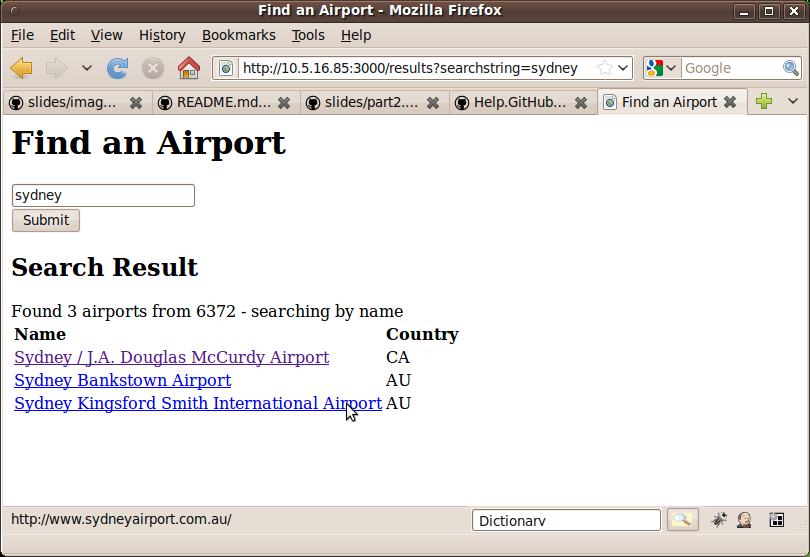 Find an Airport - Mozilla Firefox
File Edit View History Bookmarks Tools Help
http://10.5.16.85:3000/results?searchstring=sydney Google
slides/imag... README.md... slides/part2.... Help.GitHub... Find an Airport
Find an Airport
sydney
Submit
Search Result
Found 3 airports from 6372 - searching by name
Name Country
Sydney / J.A. Douglas McCurdy Airport CA
Sydney Bankstown Airport AU
Sydney Kingsford Smith International Airport AU
http://www.sydneyairport.com.au/ Dictionary